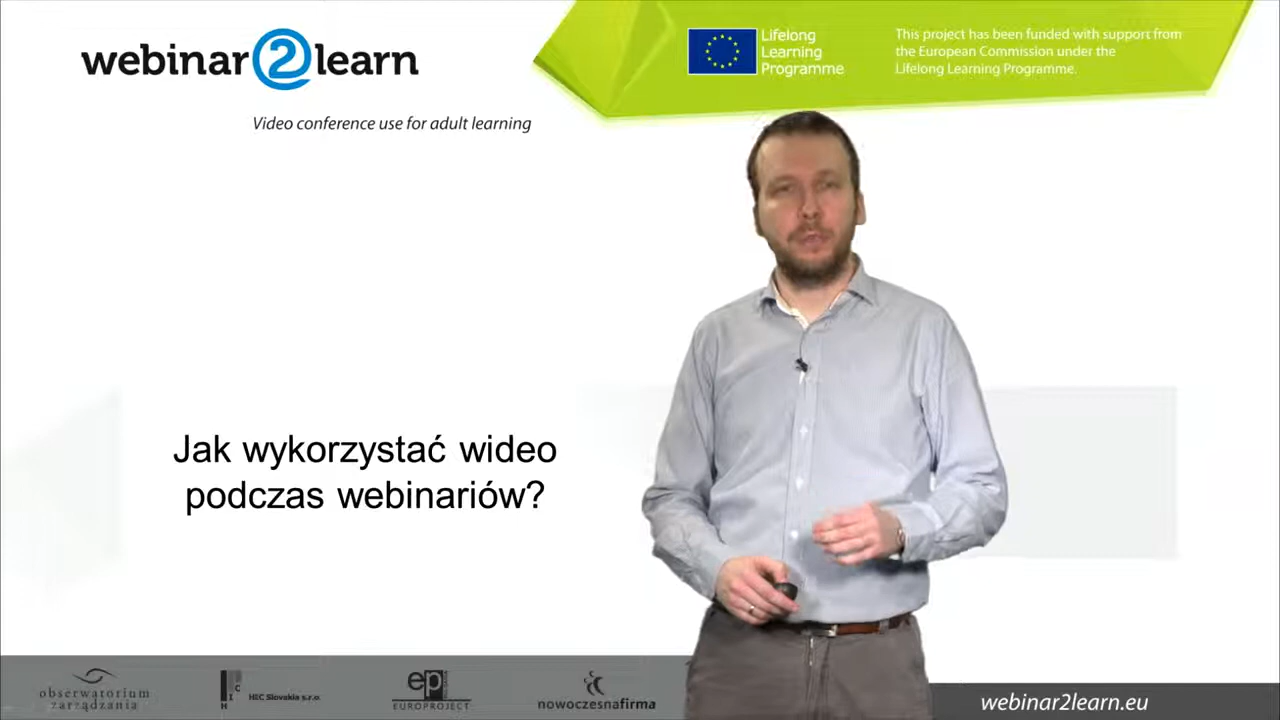 webinar2learn
Video conference use for adult learning
Lifelong
Learning
Programme
This project has been funded with support from
the European Commission under the
Lifelong Learning Programme.
Jak wykorzystać wideo
podczas webinariów?
obserwatorium
zarządzania
HEC Slovakia s.r.o.
ep
EUROPROJECT
nowoczesnafirma
webinar2learn.eu